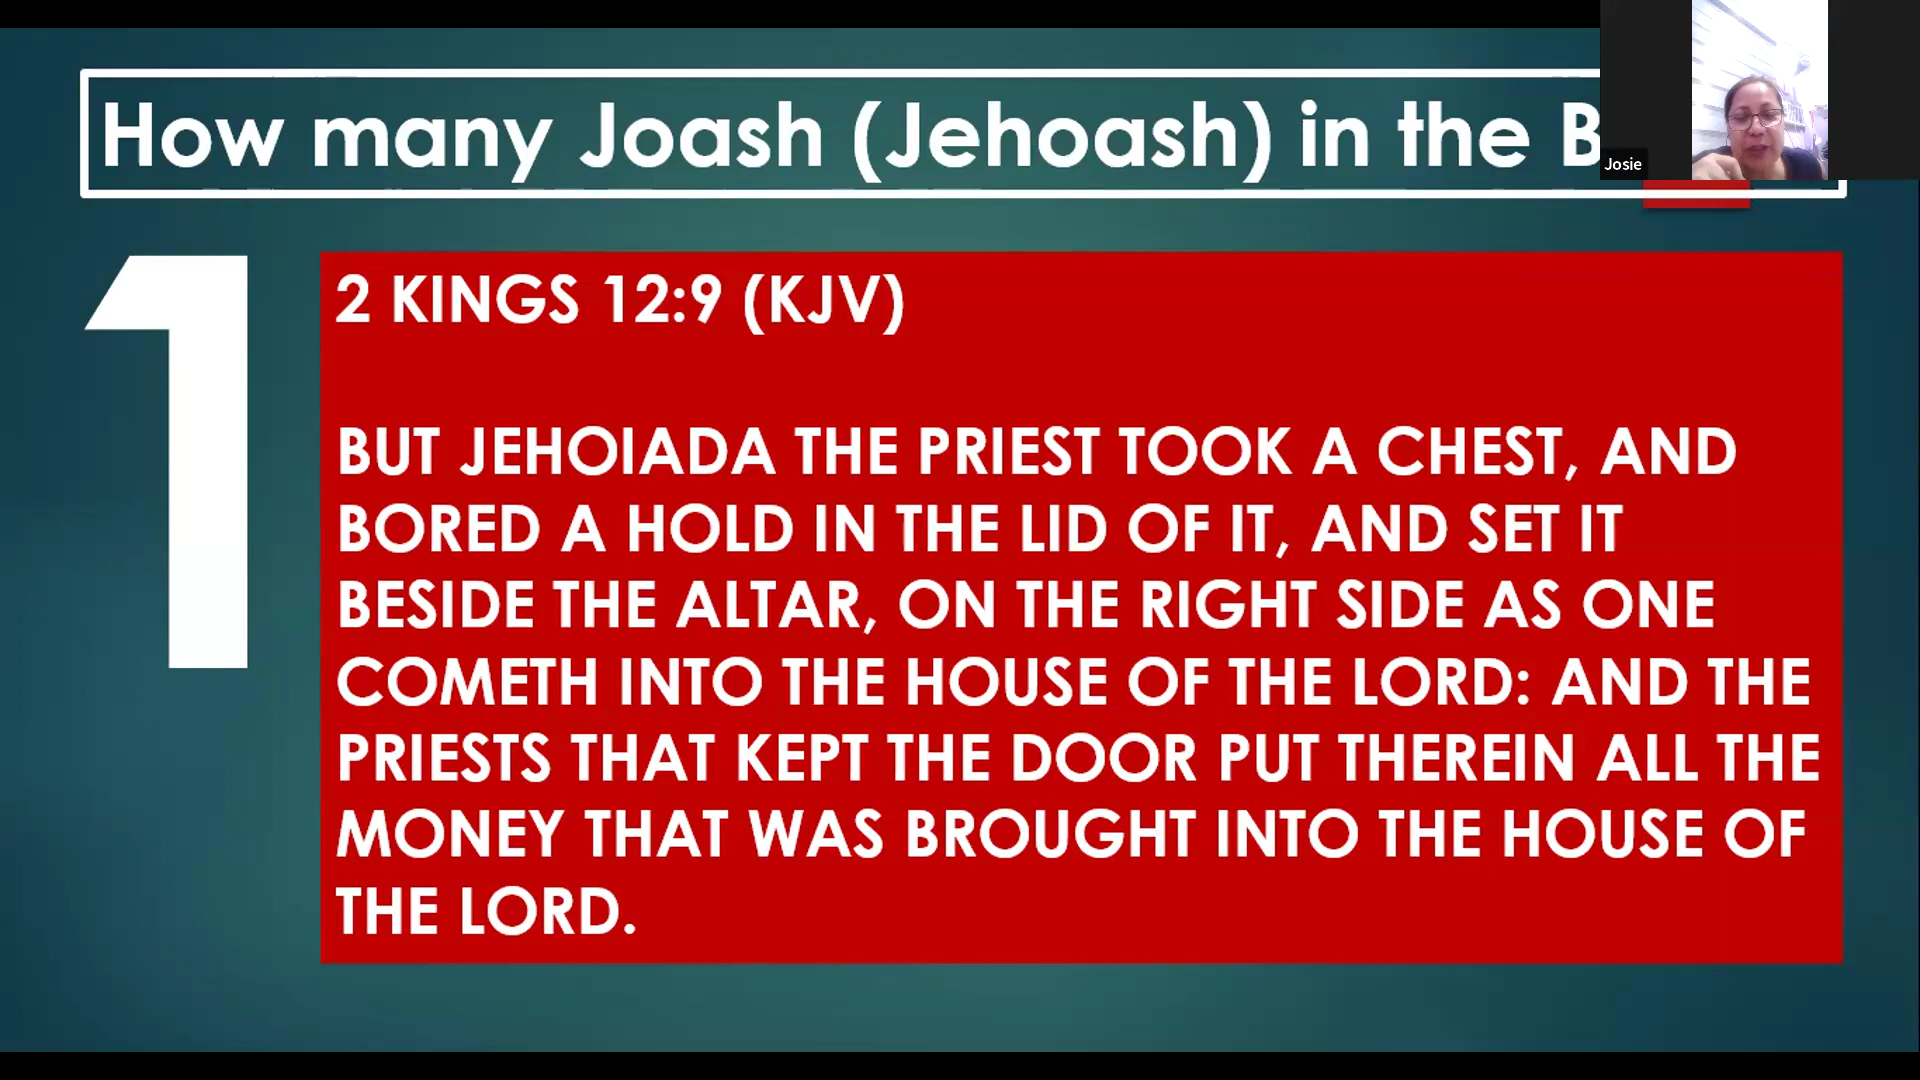 How many Joash (Jehoash) in the B
Josie
1
2 KINGS 12:9 (KJV)
BUT JEHOIADA THE PRIEST TOOK A CHEST, AND
BORED A HOLD IN THE LID OF IT, AND SET IT
BESIDE THE ALTAR, ON THE RIGHT SIDE AS ONE
COMETH INTO THE HOUSE OF THE LORD: AND THE
PRIESTS THAT KEPT THE DOOR PUT THEREIN ALL THE
MONEY THAT WAS BROUGHT INTO THE HOUSE OF
THE LORD.